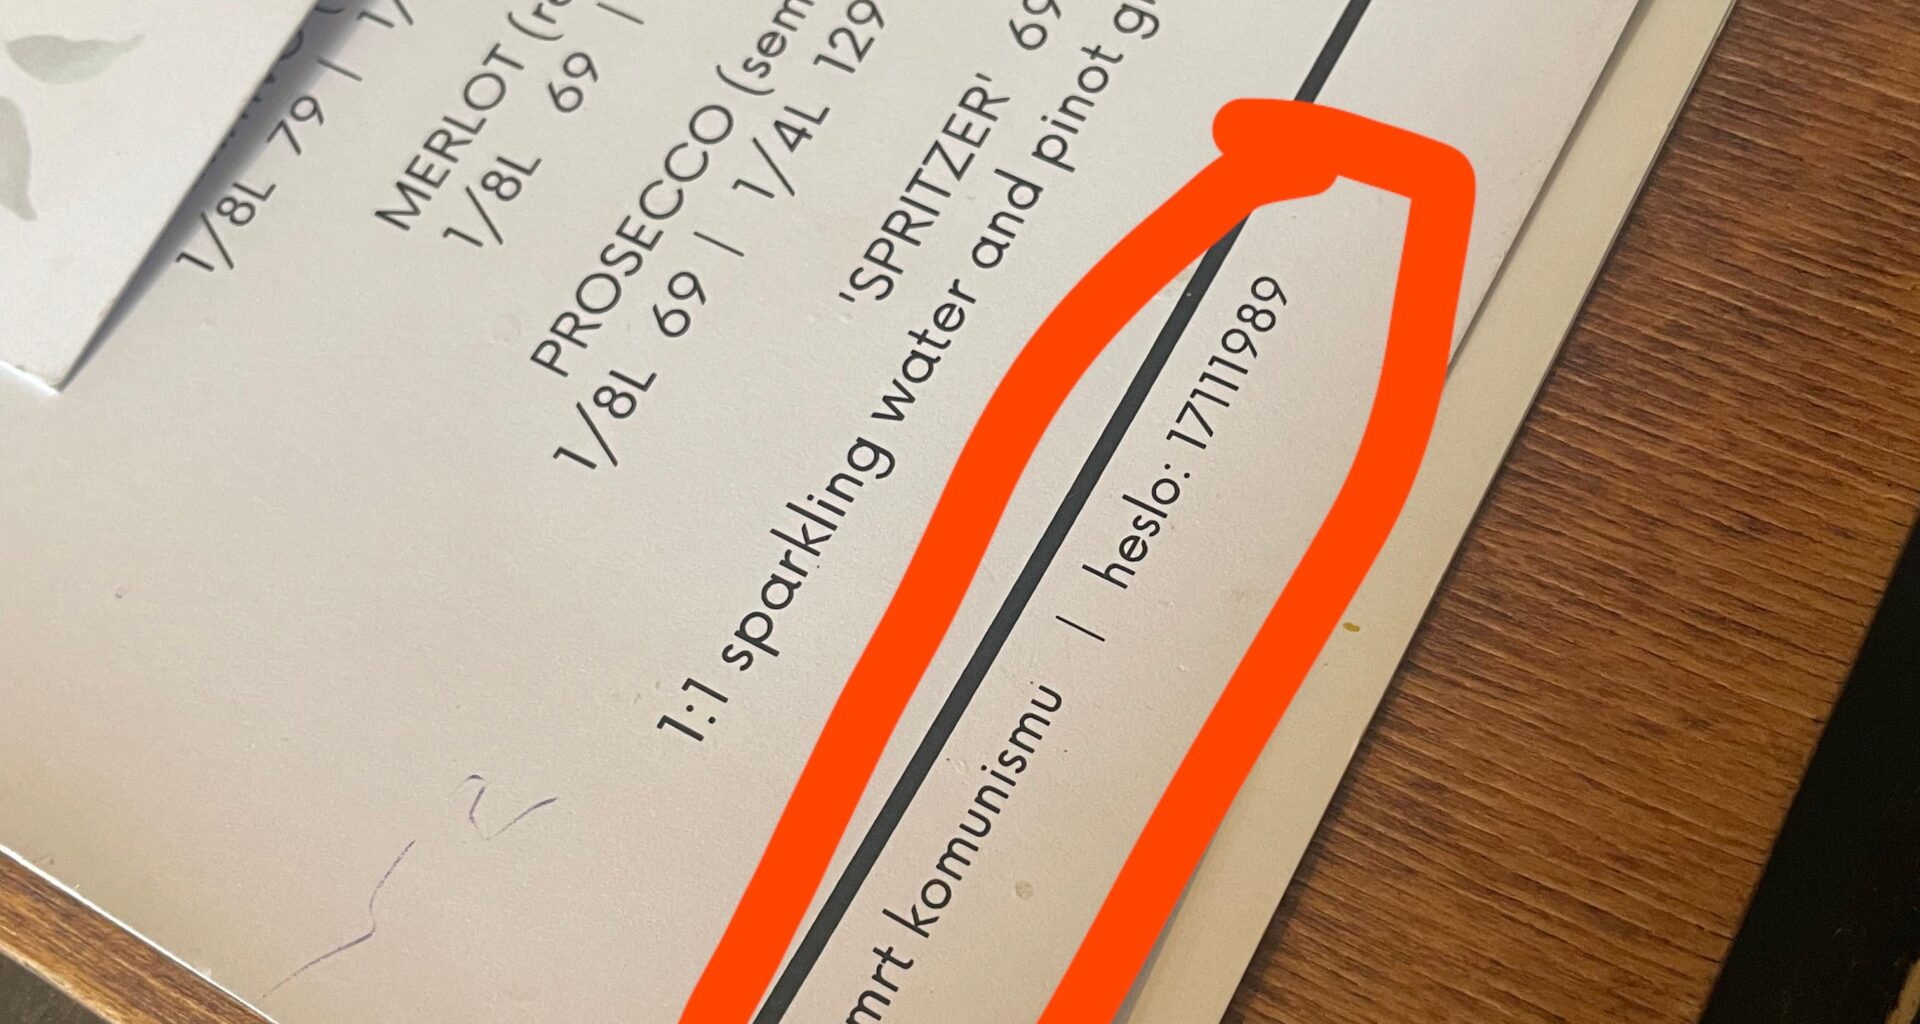 1/8L 79 |
MERLOT
1/8L 69 |
PROSECCO
1/8L 69 | 1/4L 129
'SPRITZER' 69
1:1 sparkling water and pinot
komunismu | heslo: 17111989